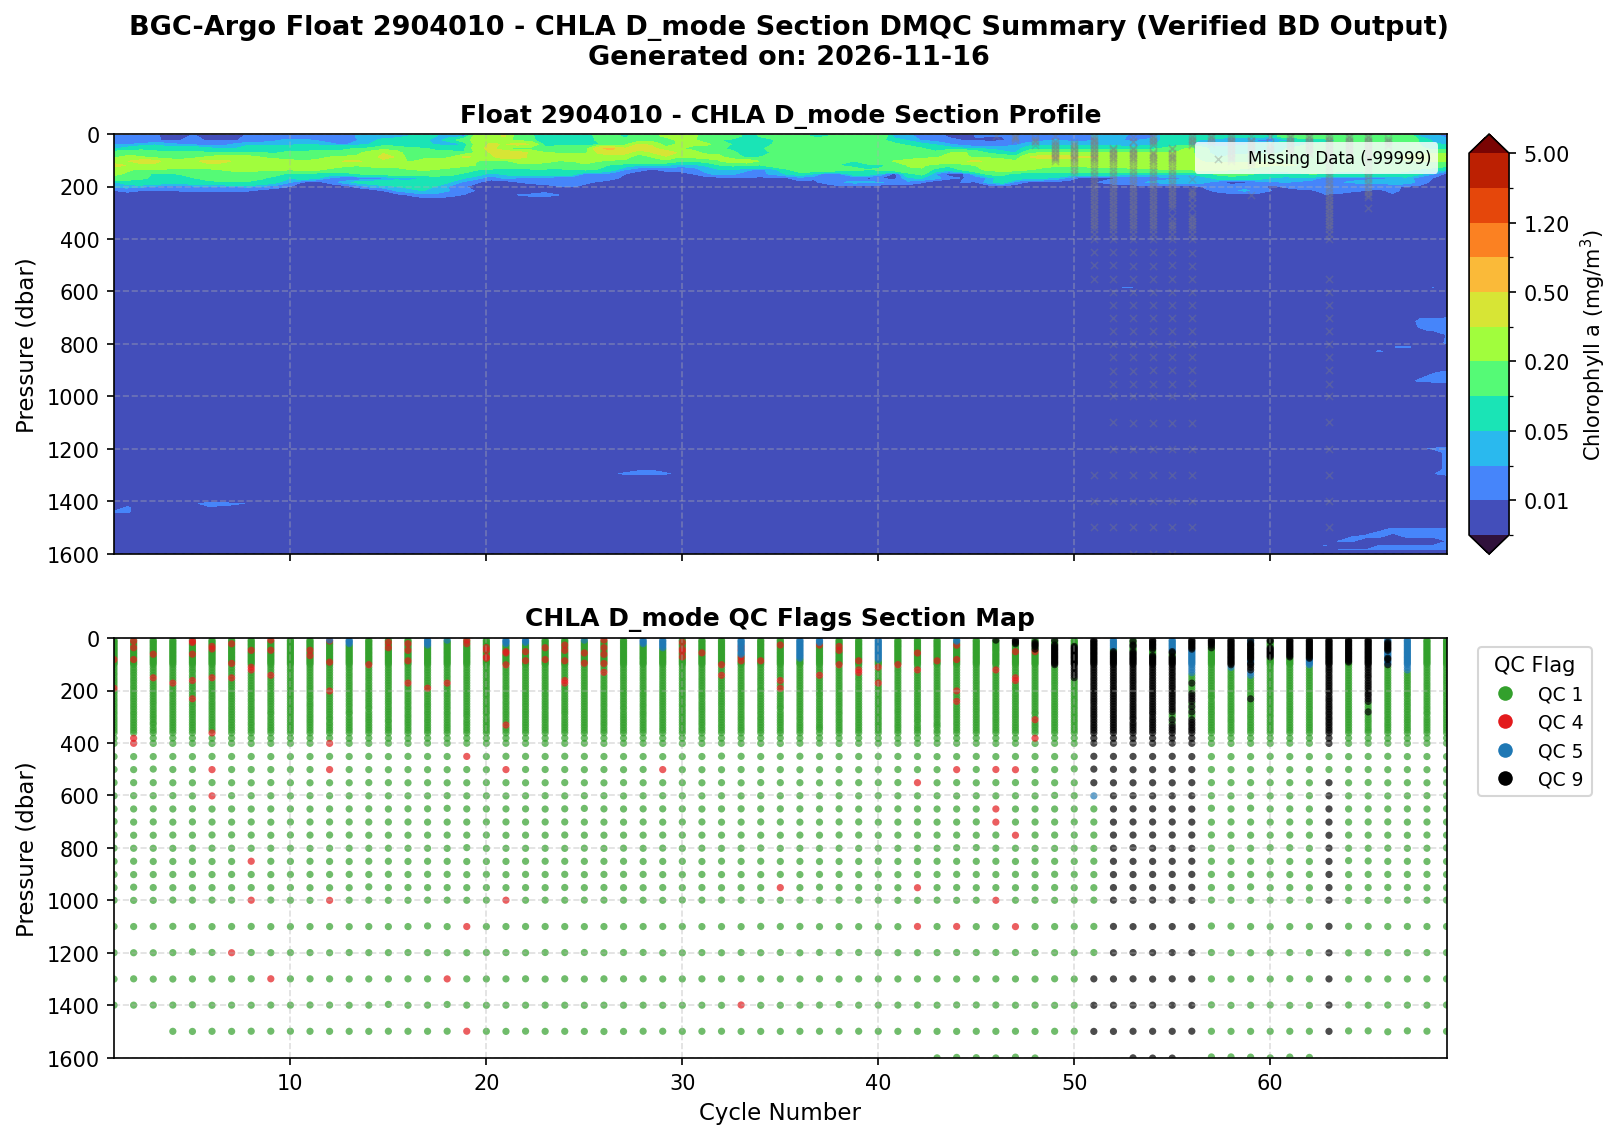 BGC-Argo Float 2904010 - CHLA D_mode Section DMQC Summary (Verified BD Output)
Generated on: 2026-11-16
Float 2904010 - CHLA D_mode Section Profile
Pressure (dbar)
0
200
400
600
800
1000
1200
1400
1600
Missing Data (-99999)
5.00
1.20
0.50
0.20
0.05
0.01
Chlorophyll a (mg/m³)
CHLA D_mode QC Flags Section Map
Pressure (dbar)
0
200
400
600
800
1000
1200
1400
1600
10 20 30 40 50 60
Cycle Number
QC Flag
QC 1
QC 4
QC 5
QC 9